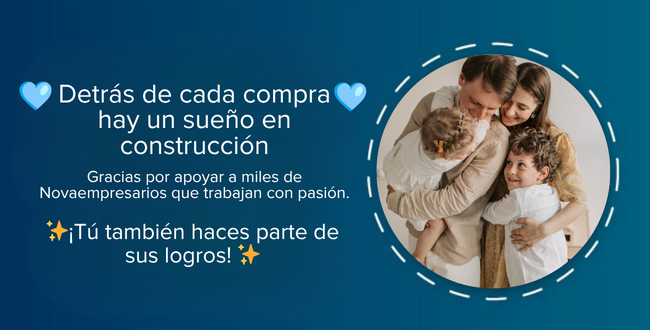 🩵Detrás de cada compra🩵
hay un sueño en
construcción
Gracias por apoyar a miles de
Novaempresarios que trabajan con pasión.
✨¡Tú también haces parte de
sus logros! ✨